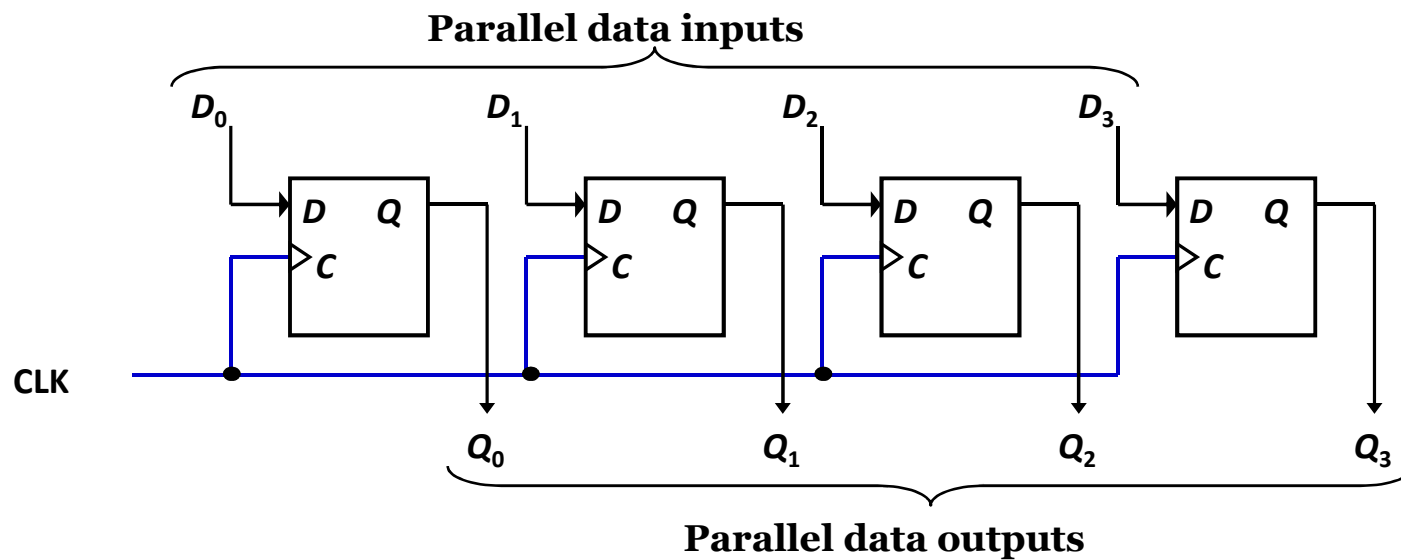 Parallel data inputs
D0 D1 D2 D3
D Q D Q D Q D Q
C C C C
CLK
Q0 Q1 Q2 Q3
Parallel data outputs